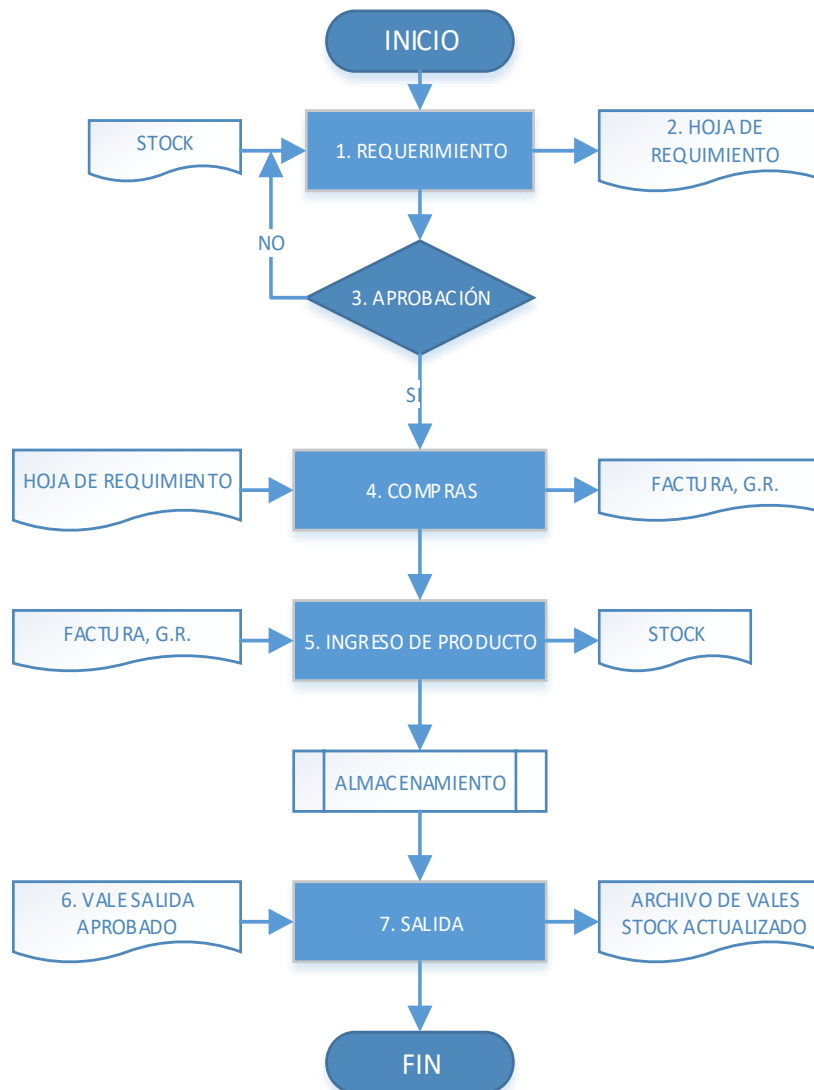 INICIO
STOCK
1. REQUERIMIENTO
2. HOJA DE
REQUIMIENTO
NO
3. APROBACIÓN
SI
HOJA DE REQUIMIENTO
4. COMPRAS
FACTURA, G.R.
FACTURA, G.R.
5. INGRESO DE PRODUCTO
STOCK
ALMACENAMIENTO
6. VALE SALIDA
APROBADO
7. SALIDA
ARCHIVO DE VALES
STOCK ACTUALIZADO
FIN